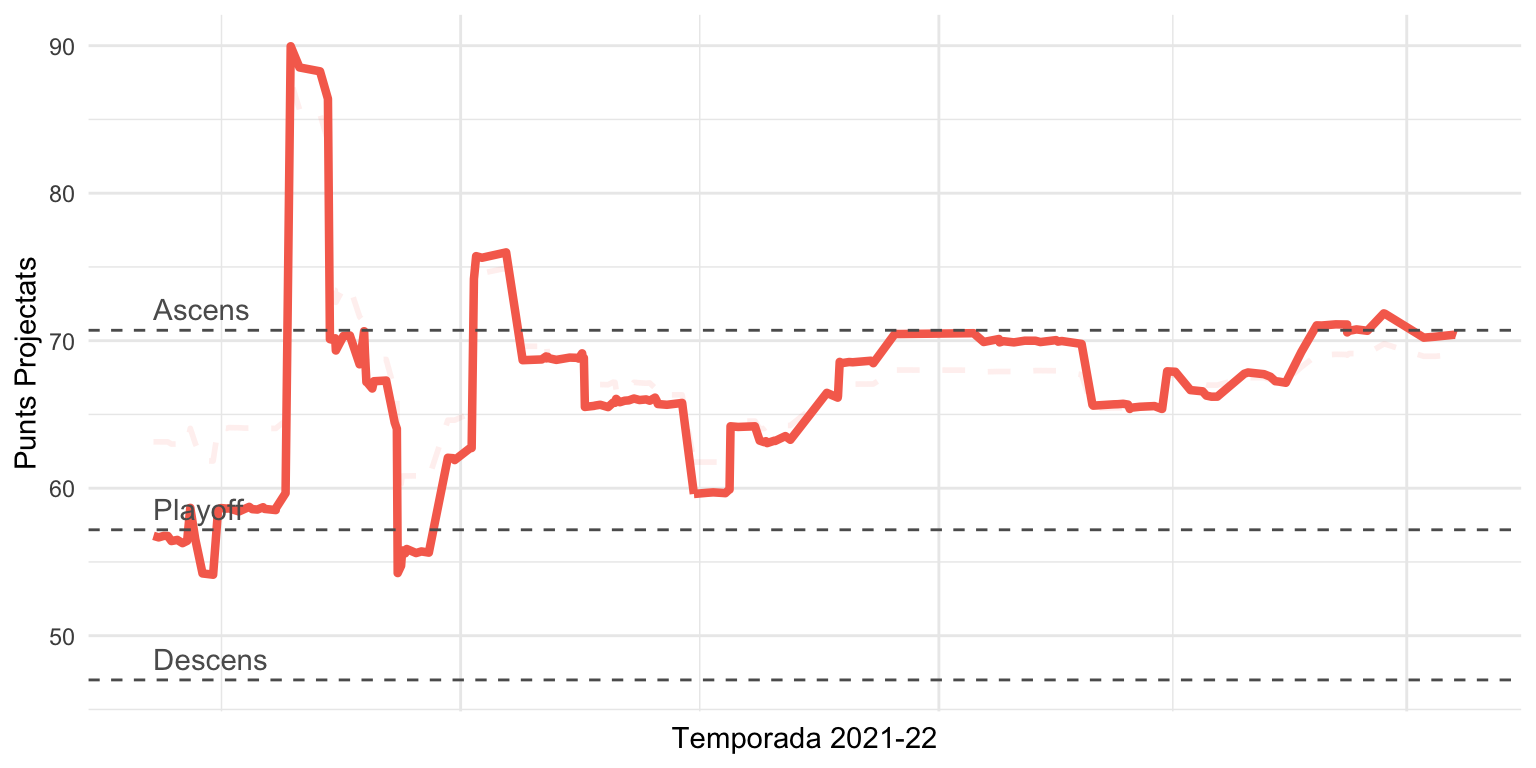 90
80
70
60
50
Punts Projectats
Ascens
Playoff
Descens
Temporada 2021-22